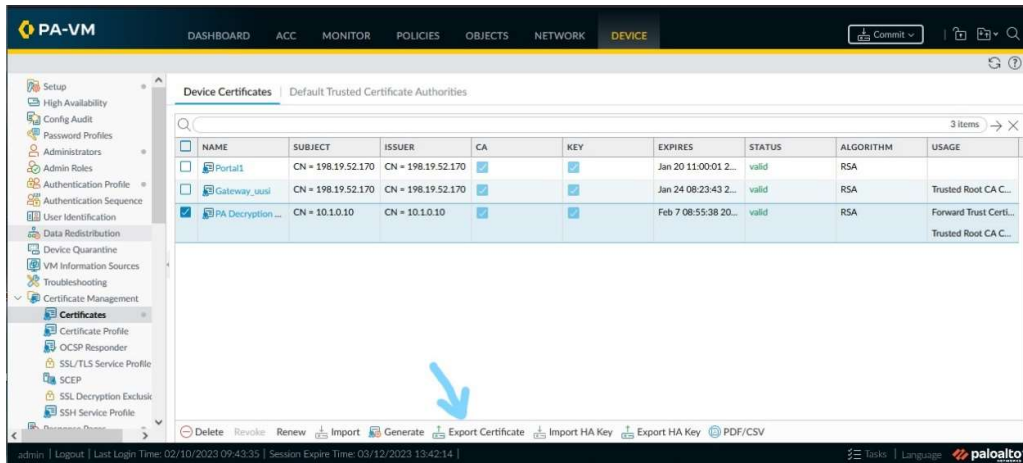 PA-VM
DASHBOARD ACC MONITOR POLICIES OBJECTS NETWORK DEVICE
Commit
Setup
High Availability
Config Audit
Password Profiles
Administrators
Admin Roles
Authentication Profile
Authentication Sequence
User Identification
Data Redistribution
Device Quarantine
VM Information Sources
Troubleshooting
Certificate Management
Certificates
Certificate Profile
OCSP Responder
SSL/TLS Service Profile
SCEP
SSL Decryption Exclusio
SSH Service Profile
Device Certificates | Default Trusted Certificate Authorities
3 items
NAME SUBJECT ISSUER CA KEY EXPIRES STATUS ALGORITHM USAGE
Portal1 CN = 198.19.52.170 CN = 198.19.52.170 Jan 20 11:00:01 2... valid RSA
Gateway_uusi CN = 198.19.52.170 CN = 198.19.52.170 Jan 24 08:23:43 2... valid RSA Trusted Root CA C...
PA Decryption ... CN = 10.1.0.10 CN = 10.1.0.10 Feb 7 08:55:38 20... valid RSA Forward Trust Certi...
Trusted Root CA C...
Delete Revoke Renew Import Generate Export Certificate Import HA Key Export HA Key PDF/CSV
admin | Logout | Last Login Time: 02/10/2023 09:43:35 | Session Expire Time: 03/12/2023 13:42:14 |
Tasks | Language paloalto